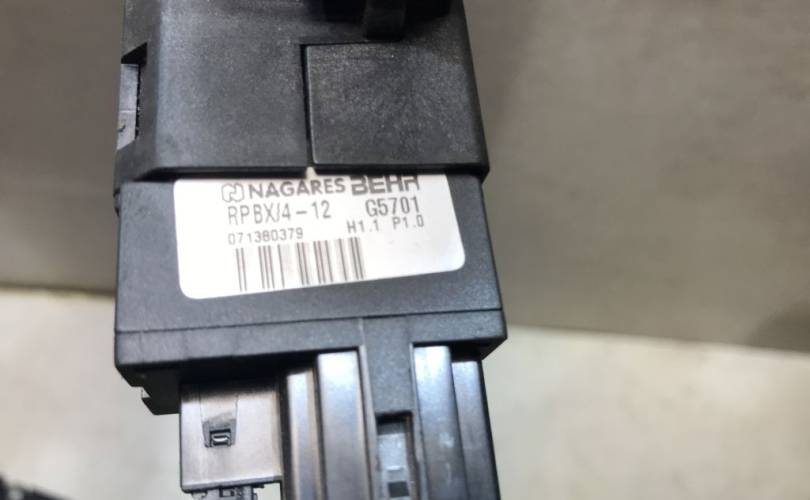 NAGARES BEHR
RPBX/4-12 G5701
071380379 H1.1 P1.0